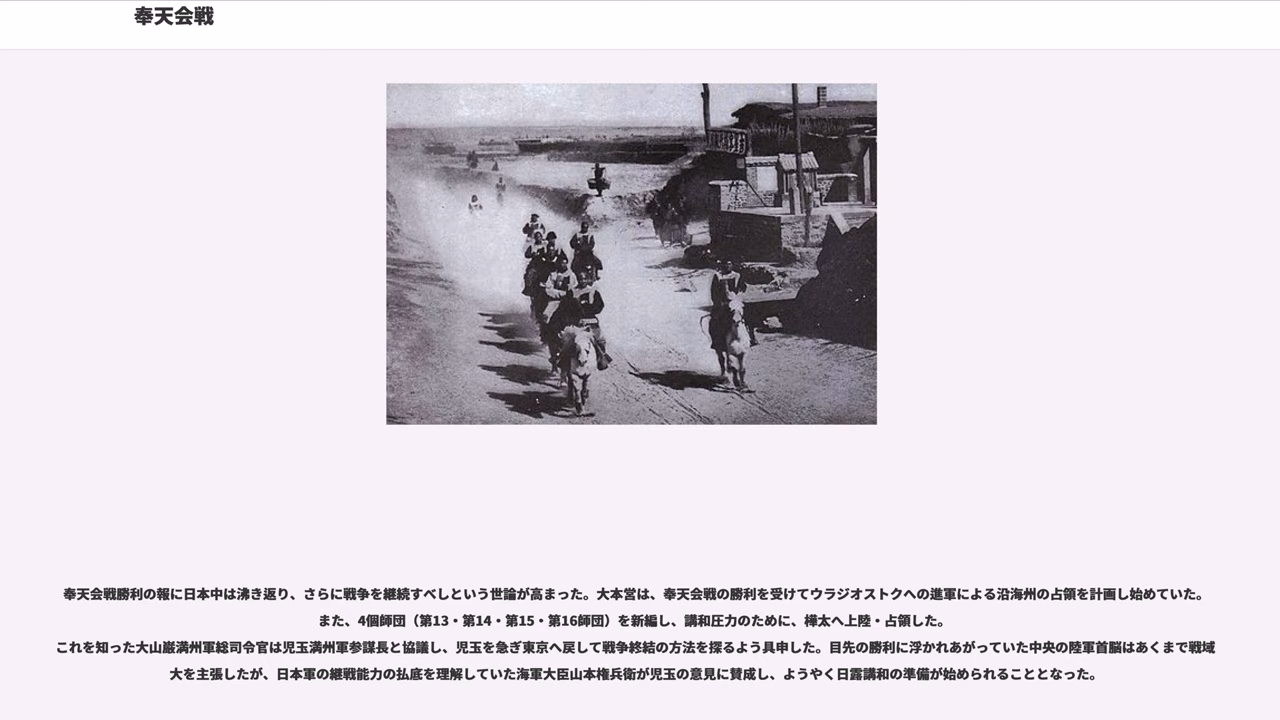 奉天会戦
奉天会戦勝利の報に日本中は沸き返り、さらに戦争を継続すべしという世論が高まった。大本営は、奉天会戦の勝利を受けてウラジオストクへの進軍による沿海州の占領を計画し始めていた。
また、4個師団（第13・第14・第15・第16師団）を新編し、講和圧力のために、樺太へ上陸・占領した。
これを知った大山巌満州軍総司令官は児玉満州軍参謀長と協議し、児玉を急ぎ東京へ戻して戦争終結の方法を探るよう具申した。目先の勝利に浮かれあがっていた中央の陸軍首脳はあくまで戦域
大を主張したが、日本軍の継戦能力の払底を理解していた海軍大臣山本権兵衛が児玉の意見に賛成し、ようやく日露講和の準備が始められることとなった。